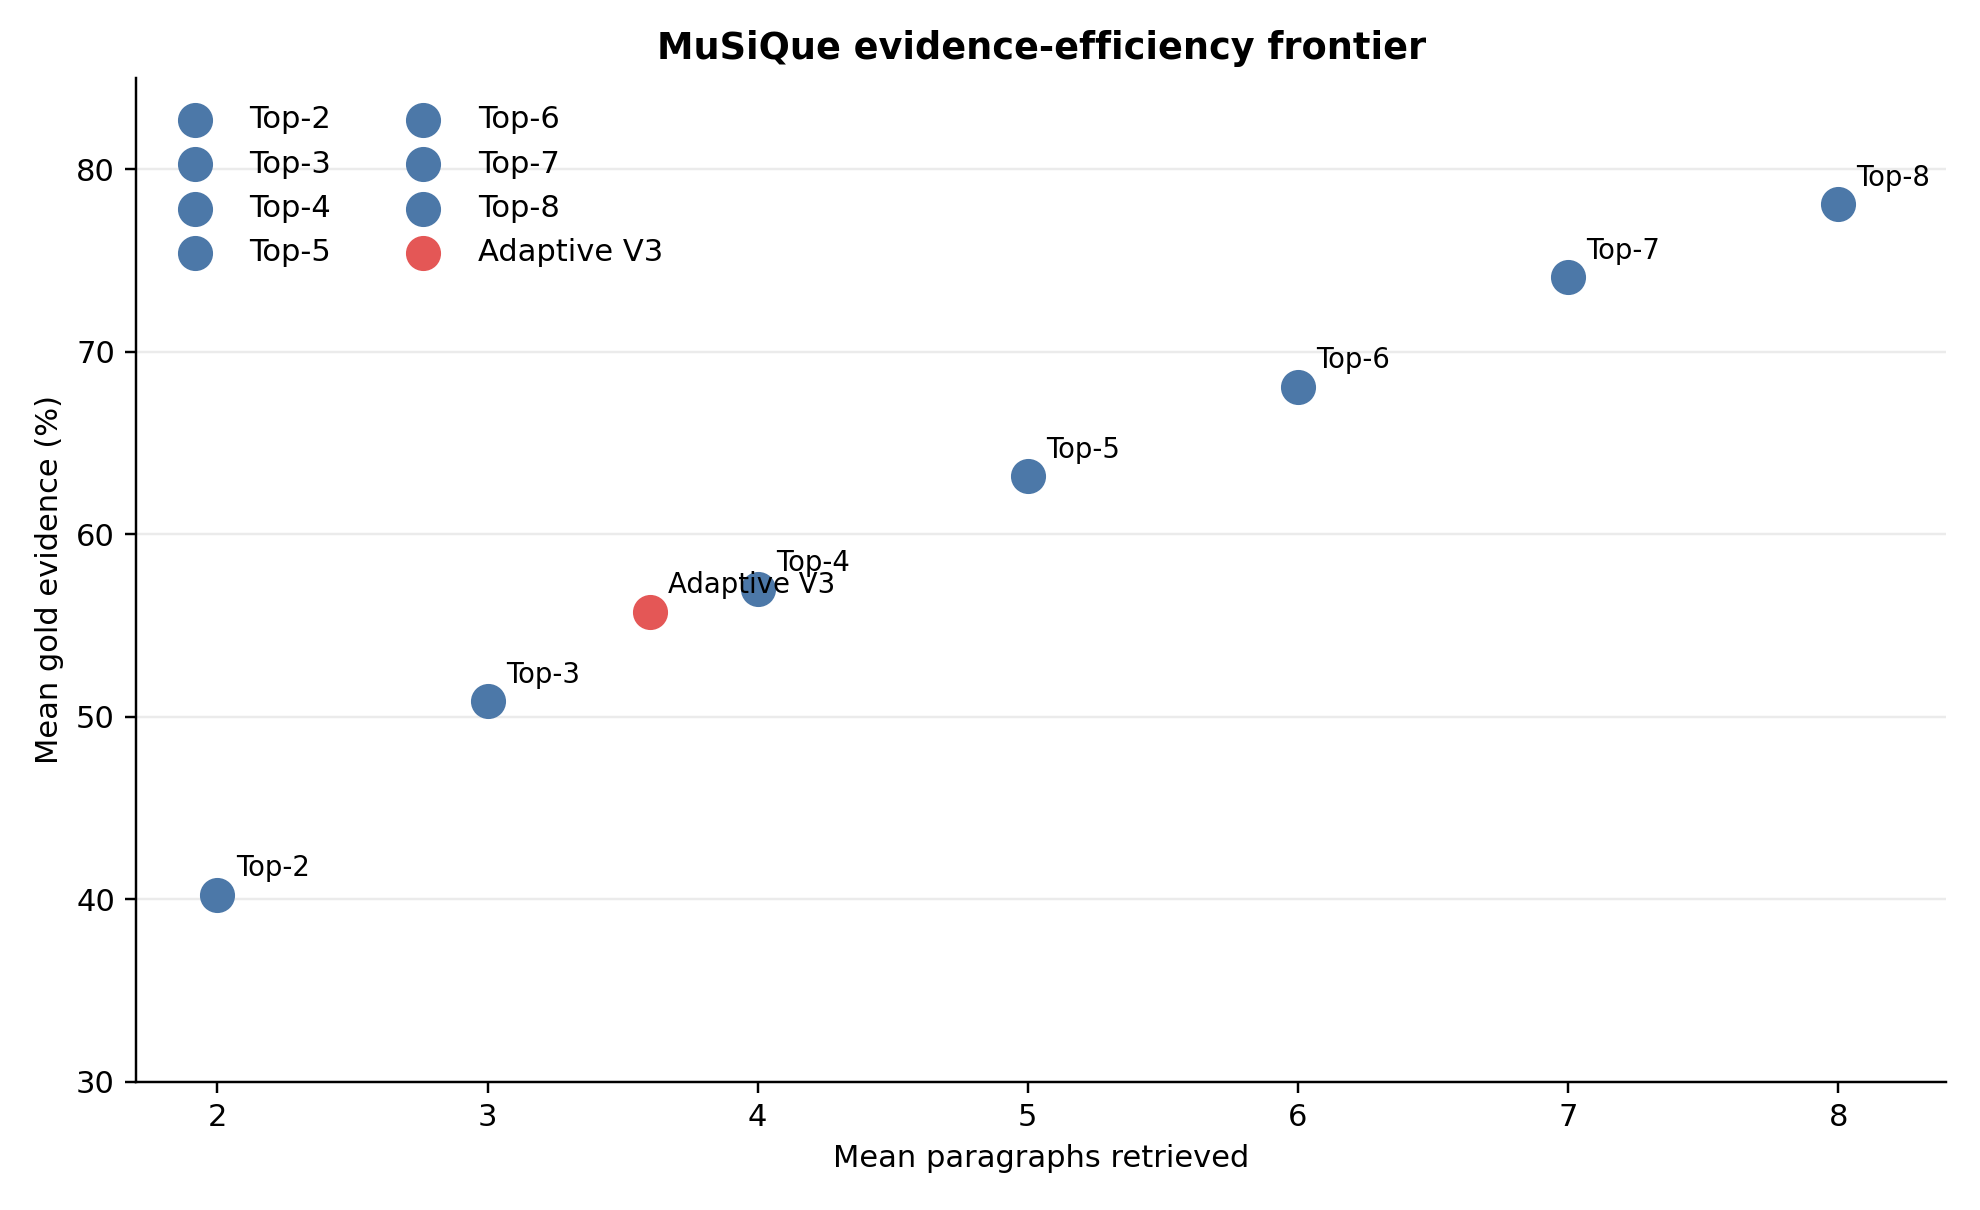 MuSiQue evidence-efficiency frontier
Top-2
Top-3
Top-4
Top-5
Top-6
Top-7
Top-8
Adaptive V3
Mean gold evidence (%)
80
70
60
50
40
30
Top-8
Top-7
Top-6
Top-5
Top-4
Adaptive V3
Top-3
Top-2
2 3 4 5 6 7 8
Mean paragraphs retrieved